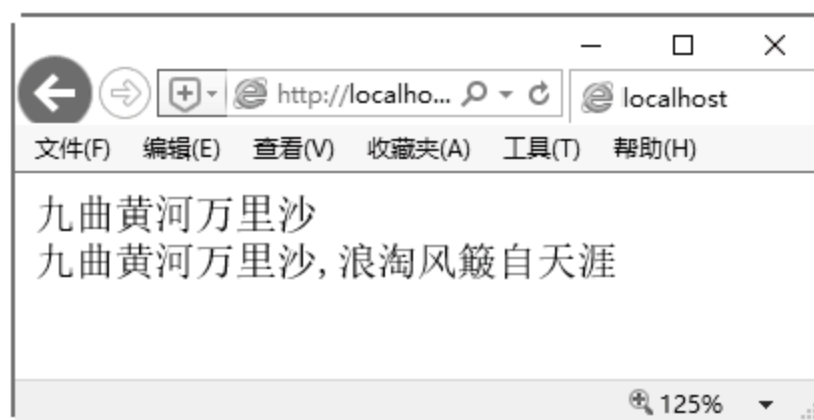 http://localho...
localhost
文件(F) 编辑(E) 查看(V) 收藏夹(A) 工具(T) 帮助(H)
九曲黄河万里沙
九曲黄河万里沙,浪淘风簸自天涯
125%